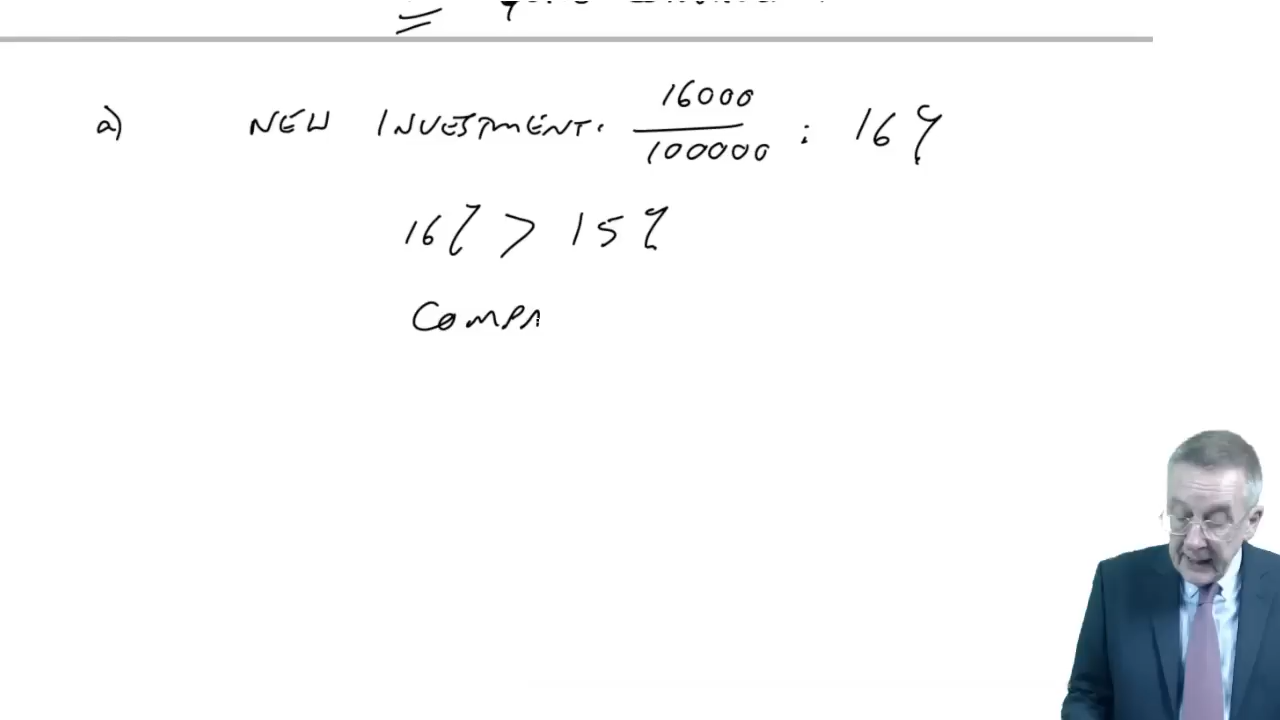 a) NEW INVESTMENT: 16000/100000 : 16%
16% > 15%
COMPA